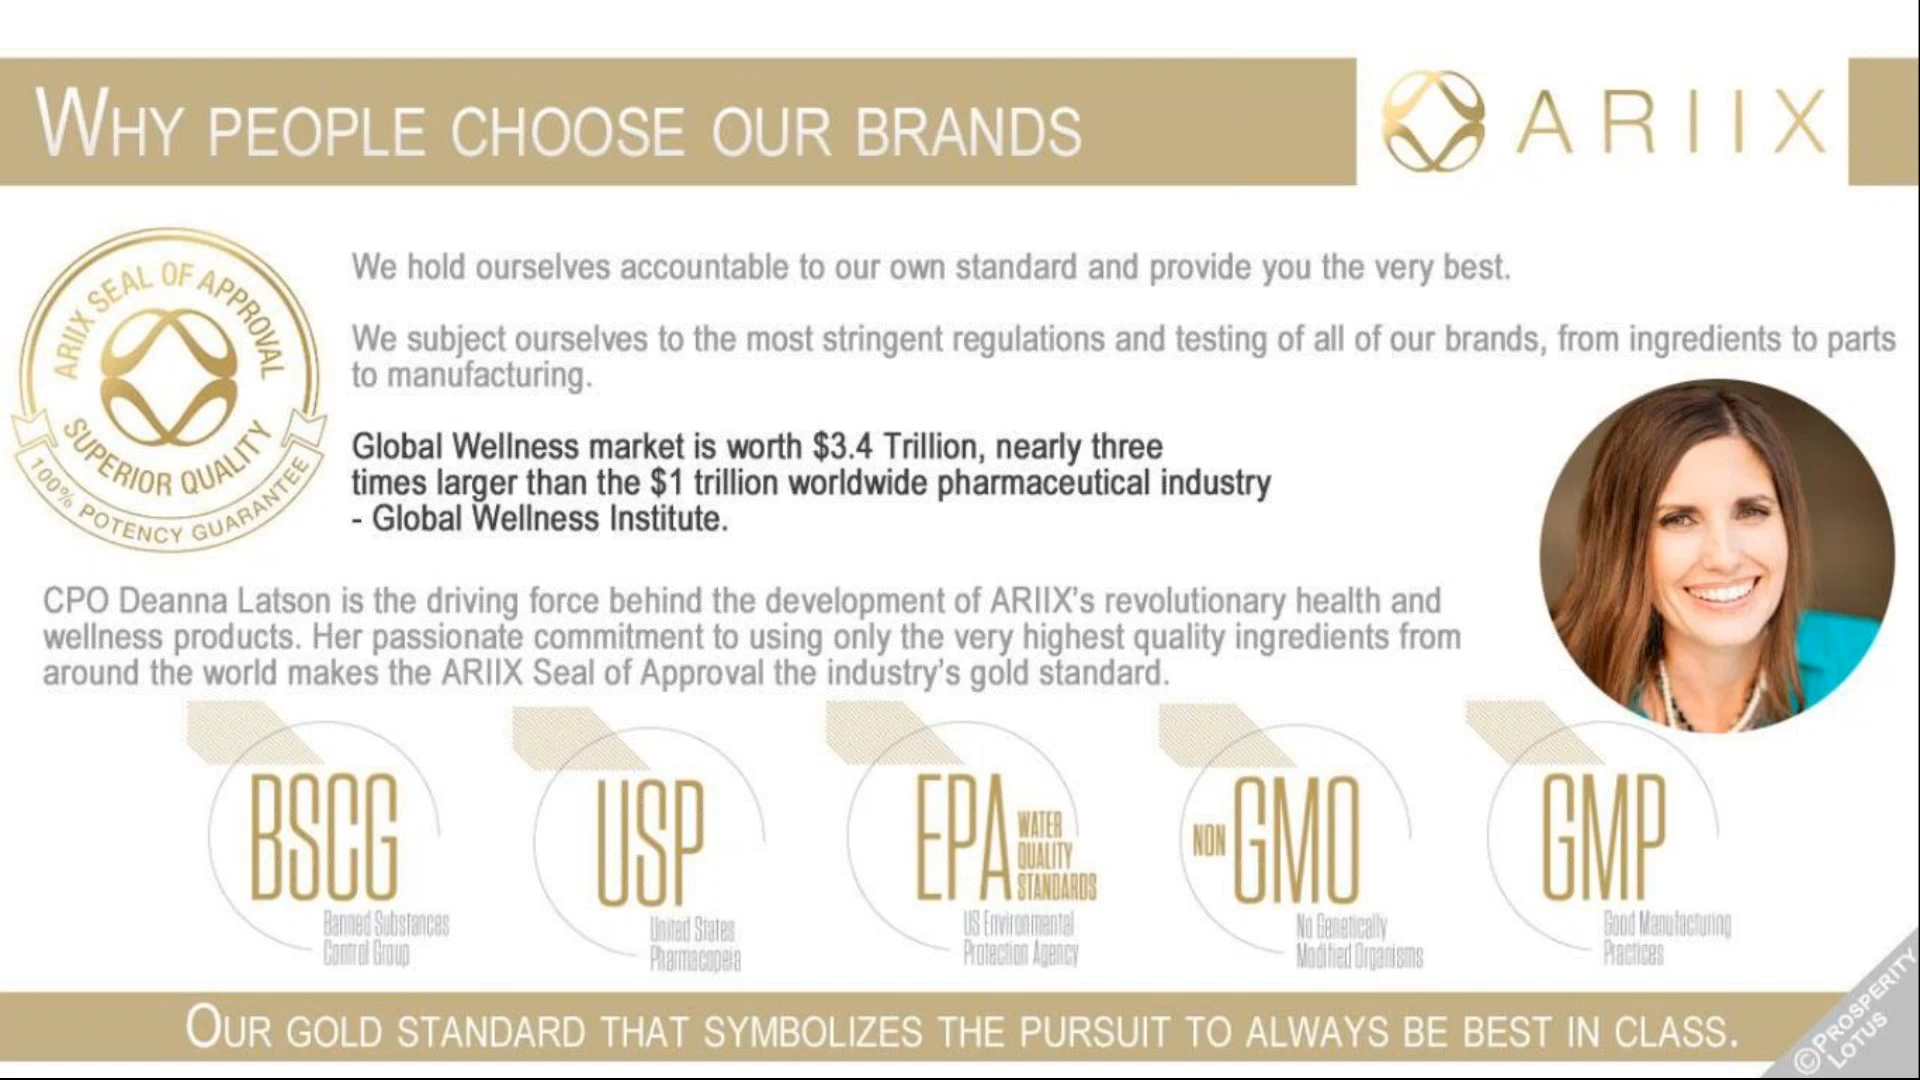 WHY PEOPLE CHOOSE OUR BRANDS
ARIIX
ARIIX SEAL OF APPROVAL
SUPERIOR QUALITY
100% POTENCY GUARANTEE
We hold ourselves accountable to our own standard and provide you the very best.
We subject ourselves to the most stringent regulations and testing of all of our brands, from ingredients to parts
to manufacturing.
Global Wellness market is worth $3.4 Trillion, nearly three
times larger than the $1 trillion worldwide pharmaceutical industry
- Global Wellness Institute.
CPO Deanna Latson is the driving force behind the development of ARIIX's revolutionary health and
wellness products. Her passionate commitment to using only the very highest quality ingredients from
around the world makes the ARIIX Seal of Approval the industry's gold standard.
BSCG
Banned Substances
Control Group
USP
United States
Pharmacopeia
EPA
WATER
QUALITY
STANDARDS
US Environmental
Protection Agency
NON GMO
No Genetically
Modified Organisms
GMP
Good Manufacturing
Practices
OUR GOLD STANDARD THAT SYMBOLIZES THE PURSUIT TO ALWAYS BE BEST IN CLASS.
©PROSPERITY
LOTUS